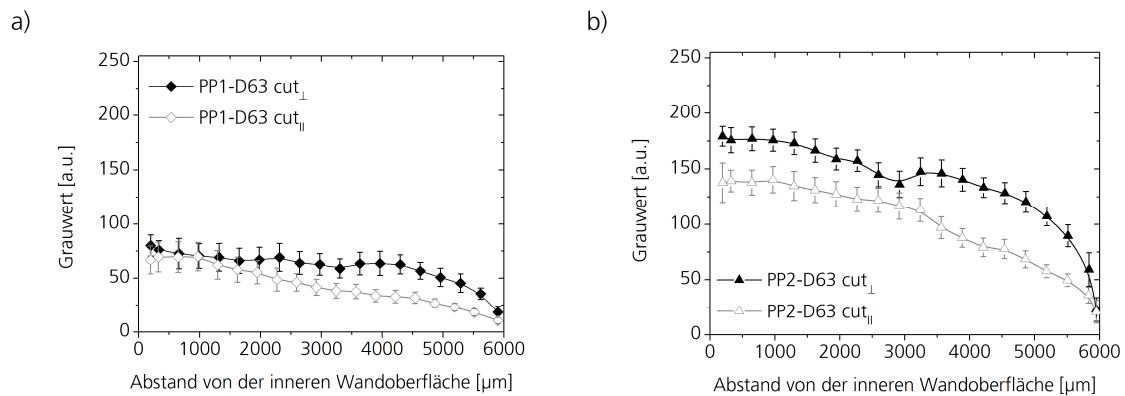 a)
250
200
150
100
50
0
Grauwert [a.u.]
PP1-D63 cut⊥
PP1-D63 cut||
0 1000 2000 3000 4000 5000 6000
Abstand von der inneren Wandoberfläche [µm]
b)
250
200
150
100
50
0
Grauwert [a.u.]
PP2-D63 cut⊥
PP2-D63 cut||
0 1000 2000 3000 4000 5000 6000
Abstand von der inneren Wandoberfläche [µm]